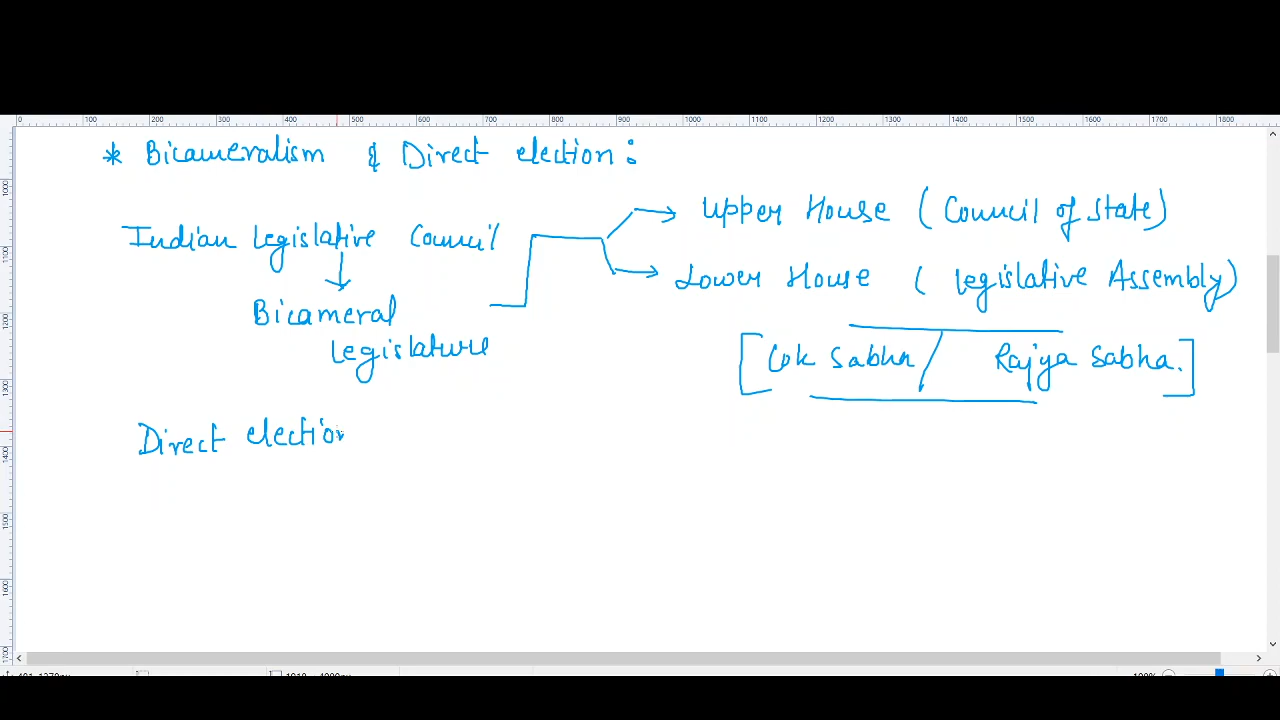 * Bicameralism & Direct election :
Indian legislative Council
Upper House (Council of State)
Lower House (legislative Assembly)
Bicameral
legislature
[Lok Sabha / Rajya Sabha.]
Direct election